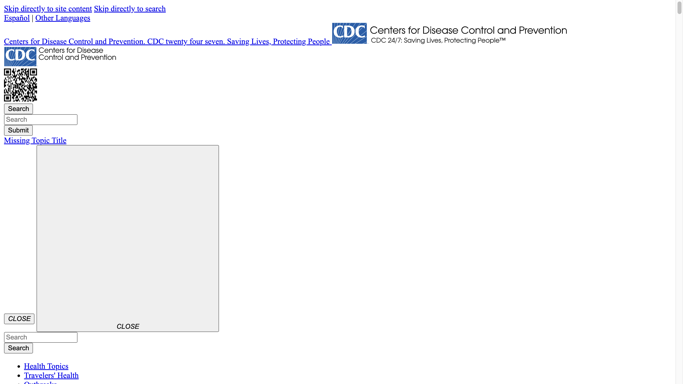 Skip directly to site content Skip directly to search
Español | Other Languages
Centers for Disease Control and Prevention. CDC twenty four seven. Saving Lives, Protecting People CDC Centers for Disease Control and Prevention
CDC 24/7: Saving Lives, Protecting People™
CDC Centers for Disease
Control and Prevention
Search
Search
Submit
Missing Topic Title
CLOSE CLOSE
Search
Search
Health Topics
Travelers' Health